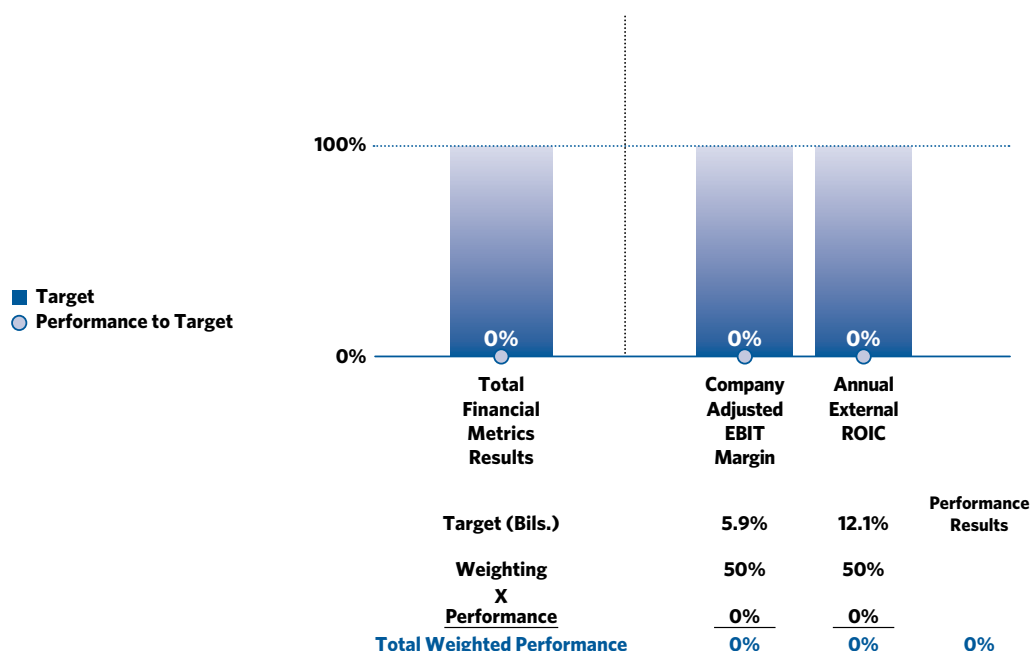 100%
Target
Performance to Target
0% 0% 0%
0%
Total
Financial
Metrics
Results
Company
Adjusted
EBIT
Margin
Annual
External
ROIC
Performance
Results
Target (Bils.) 5.9% 12.1%
Weighting 50% 50%
X
Performance 0% 0%
Total Weighted Performance 0% 0% 0%